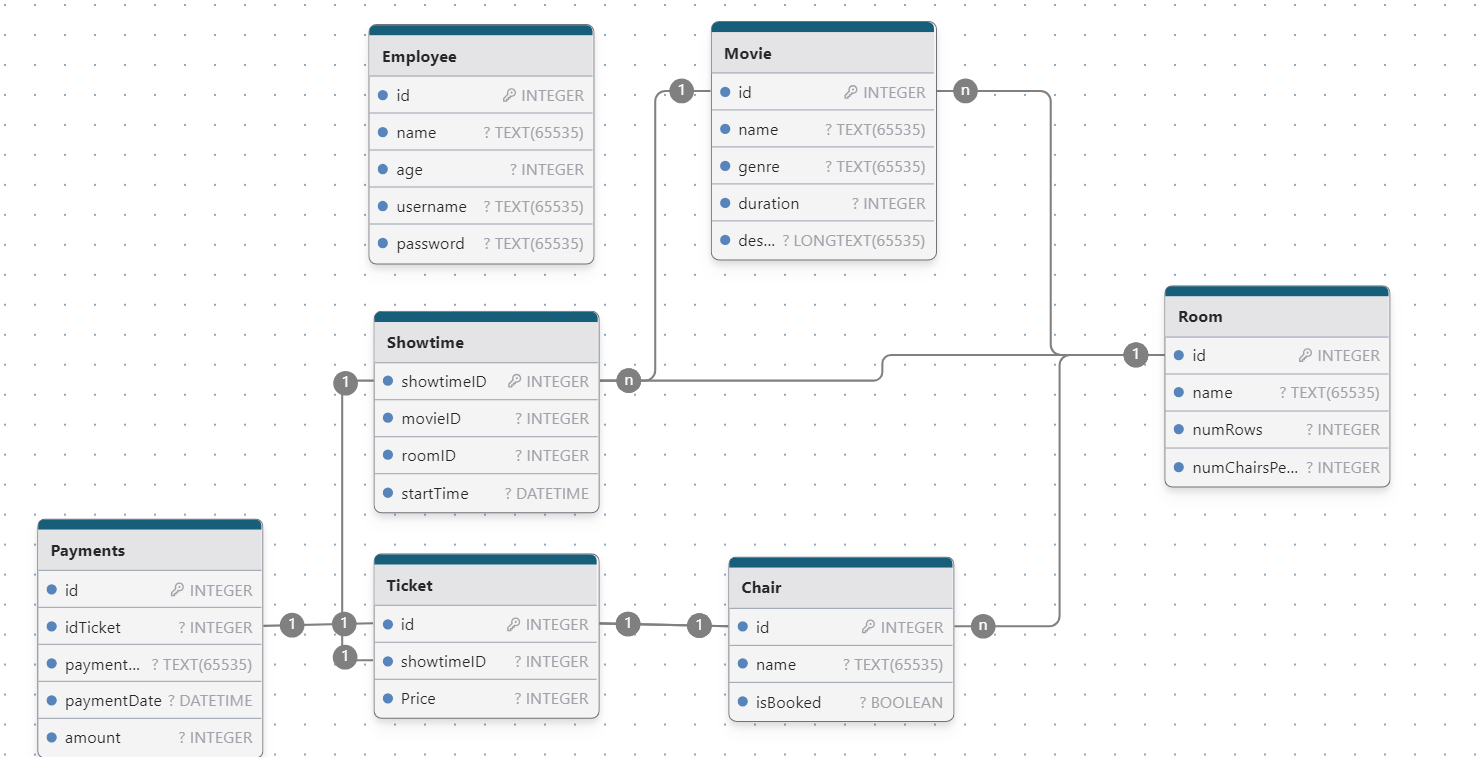 Employee
id INTEGER
name ? TEXT(65535)
age ? INTEGER
username ? TEXT(65535)
password ? TEXT(65535)
Movie
1 id INTEGER n
name ? TEXT(65535)
genre ? TEXT(65535)
duration ? INTEGER
des... ? LONGTEXT(65535)
Room
1 id INTEGER
name ? TEXT(65535)
numRows ? INTEGER
numChairsPe... ? INTEGER
Showtime
1 showtimeID INTEGER n
movieID ? INTEGER
roomID ? INTEGER
startTime ? DATETIME
Payments
id INTEGER
idTicket ? INTEGER 1
payment... ? TEXT(65535)
paymentDate ? DATETIME
amount ? INTEGER
Ticket
1 id INTEGER 1
1 showtimeID ? INTEGER
Price ? INTEGER
Chair
1 id INTEGER n
name ? TEXT(65535)
isBooked ? BOOLEAN